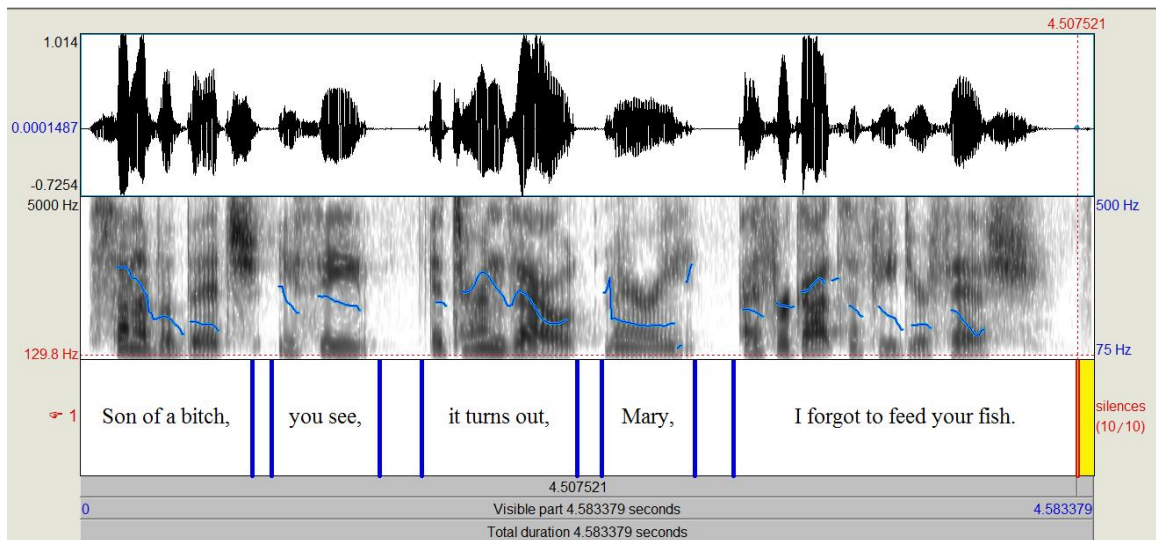 4.507521
1.014
0.0001487
-0.7254
5000 Hz
500 Hz
129.8 Hz
75 Hz
☞ 1
Son of a bitch,
you see,
it turns out,
Mary,
I forgot to feed your fish.
silences
(10/10)
4.507521
0
Visible part 4.583379 seconds
4.583379
Total duration 4.583379 seconds